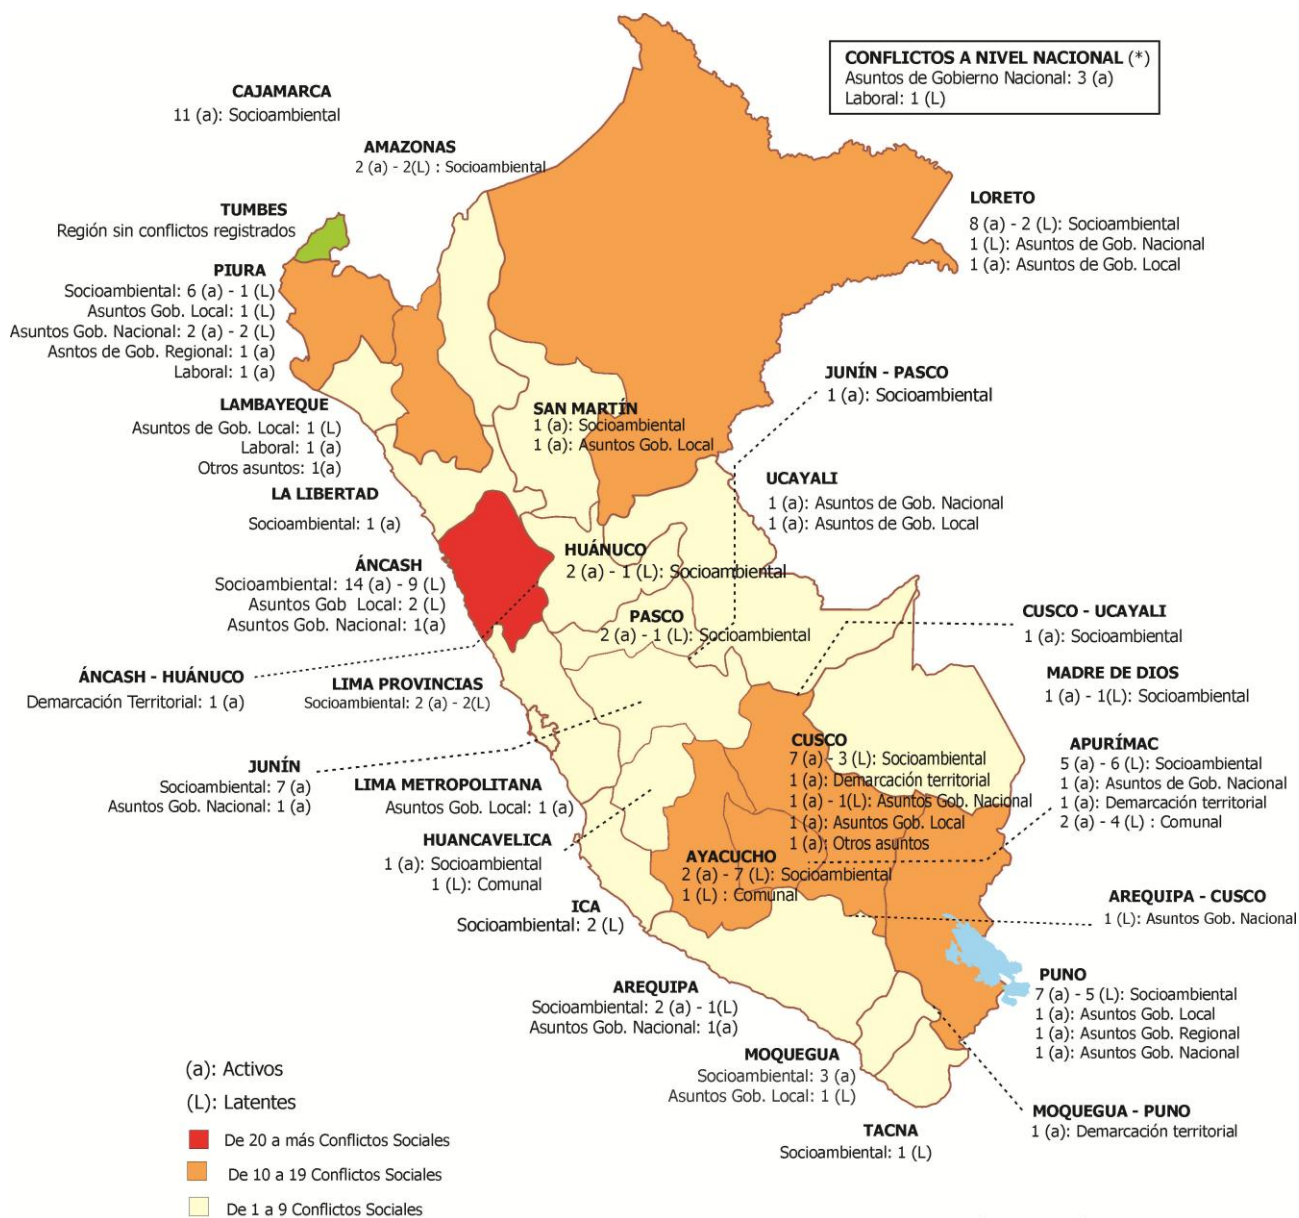 CONFLICTOS A NIVEL NACIONAL (*)
Asuntos de Gobierno Nacional: 3 (a)
Laboral: 1 (L)
CAJAMARCA
11 (a): Socioambiental
AMAZONAS
2 (a) - 2(L) : Socioambiental
TUMBES
Región sin conflictos registrados
LORETO
8 (a) - 2 (L): Socioambiental
1 (L): Asuntos de Gob. Nacional
1 (a): Asuntos de Gob. Local
PIURA
Socioambiental: 6 (a) - 1 (L)
Asuntos Gob. Local: 1 (L)
Asuntos Gob. Nacional: 2 (a) - 2 (L)
Asntos de Gob. Regional: 1 (a)
Laboral: 1 (a)
JUNÍN - PASCO
1 (a): Socioambiental
LAMBAYEQUE
Asuntos de Gob. Local: 1 (L)
Laboral: 1 (a)
Otros asuntos: 1(a)
SAN MARTÍN
1 (a): Socioambiental
1 (a): Asuntos Gob. Local
UCAYALI
1 (a): Asuntos de Gob. Nacional
1 (a): Asuntos de Gob. Local
LA LIBERTAD
Socioambiental: 1 (a)
HUÁNUCO
2 (a) - 1 (L): Socioambiental
ÁNCASH
Socioambiental: 14 (a) - 9 (L)
Asuntos Gob Local: 2 (L)
Asuntos Gob. Nacional: 1(a)
PASCO
2 (a) - 1 (L): Socioambiental
CUSCO - UCAYALI
1 (a): Socioambiental
ÁNCASH - HUÁNUCO
Demarcación Territorial: 1 (a)
LIMA PROVINCIAS
Socioambiental: 2 (a) - 2(L)
MADRE DE DIOS
1 (a) - 1(L): Socioambiental
CUSCO
7 (a) - 3 (L): Socioambiental
1 (a): Demarcación territorial
1 (a) - 1(L): Asuntos Gob. Nacional
1 (a): Asuntos Gob. Local
1 (a): Otros asuntos
APURÍMAC
5 (a) - 6 (L): Socioambiental
1 (a): Asuntos de Gob. Nacional
1 (a): Demarcación territorial
2 (a) - 4 (L) : Comunal
JUNÍN
Socioambiental: 7 (a)
Asuntos Gob. Nacional: 1 (a)
LIMA METROPOLITANA
Asuntos Gob. Local: 1 (a)
HUANCAVELICA
1 (a): Socioambiental
1 (L): Comunal
AYACUCHO
2 (a) - 7 (L): Socioambiental
1 (L): Comunal
ICA
Socioambiental: 2 (L)
AREQUIPA - CUSCO
1 (L): Asuntos Gob. Nacional
AREQUIPA
Socioambiental: 2 (a) - 1(L)
Asuntos Gob. Nacional: 1(a)
PUNO
7 (a) - 5 (L): Socioambiental
1 (a): Asuntos Gob. Local
1 (a): Asuntos Gob. Regional
1 (a): Asuntos Gob. Nacional
MOQUEGUA
Socioambiental: 3 (a)
Asuntos Gob. Local: 1 (L)
MOQUEGUA - PUNO
1 (a): Demarcación territorial
TACNA
Socioambiental: 1 (L)
(a): Activos
(L): Latentes
De 20 a más Conflictos Sociales
De 10 a 19 Conflictos Sociales
De 1 a 9 Conflictos Sociales